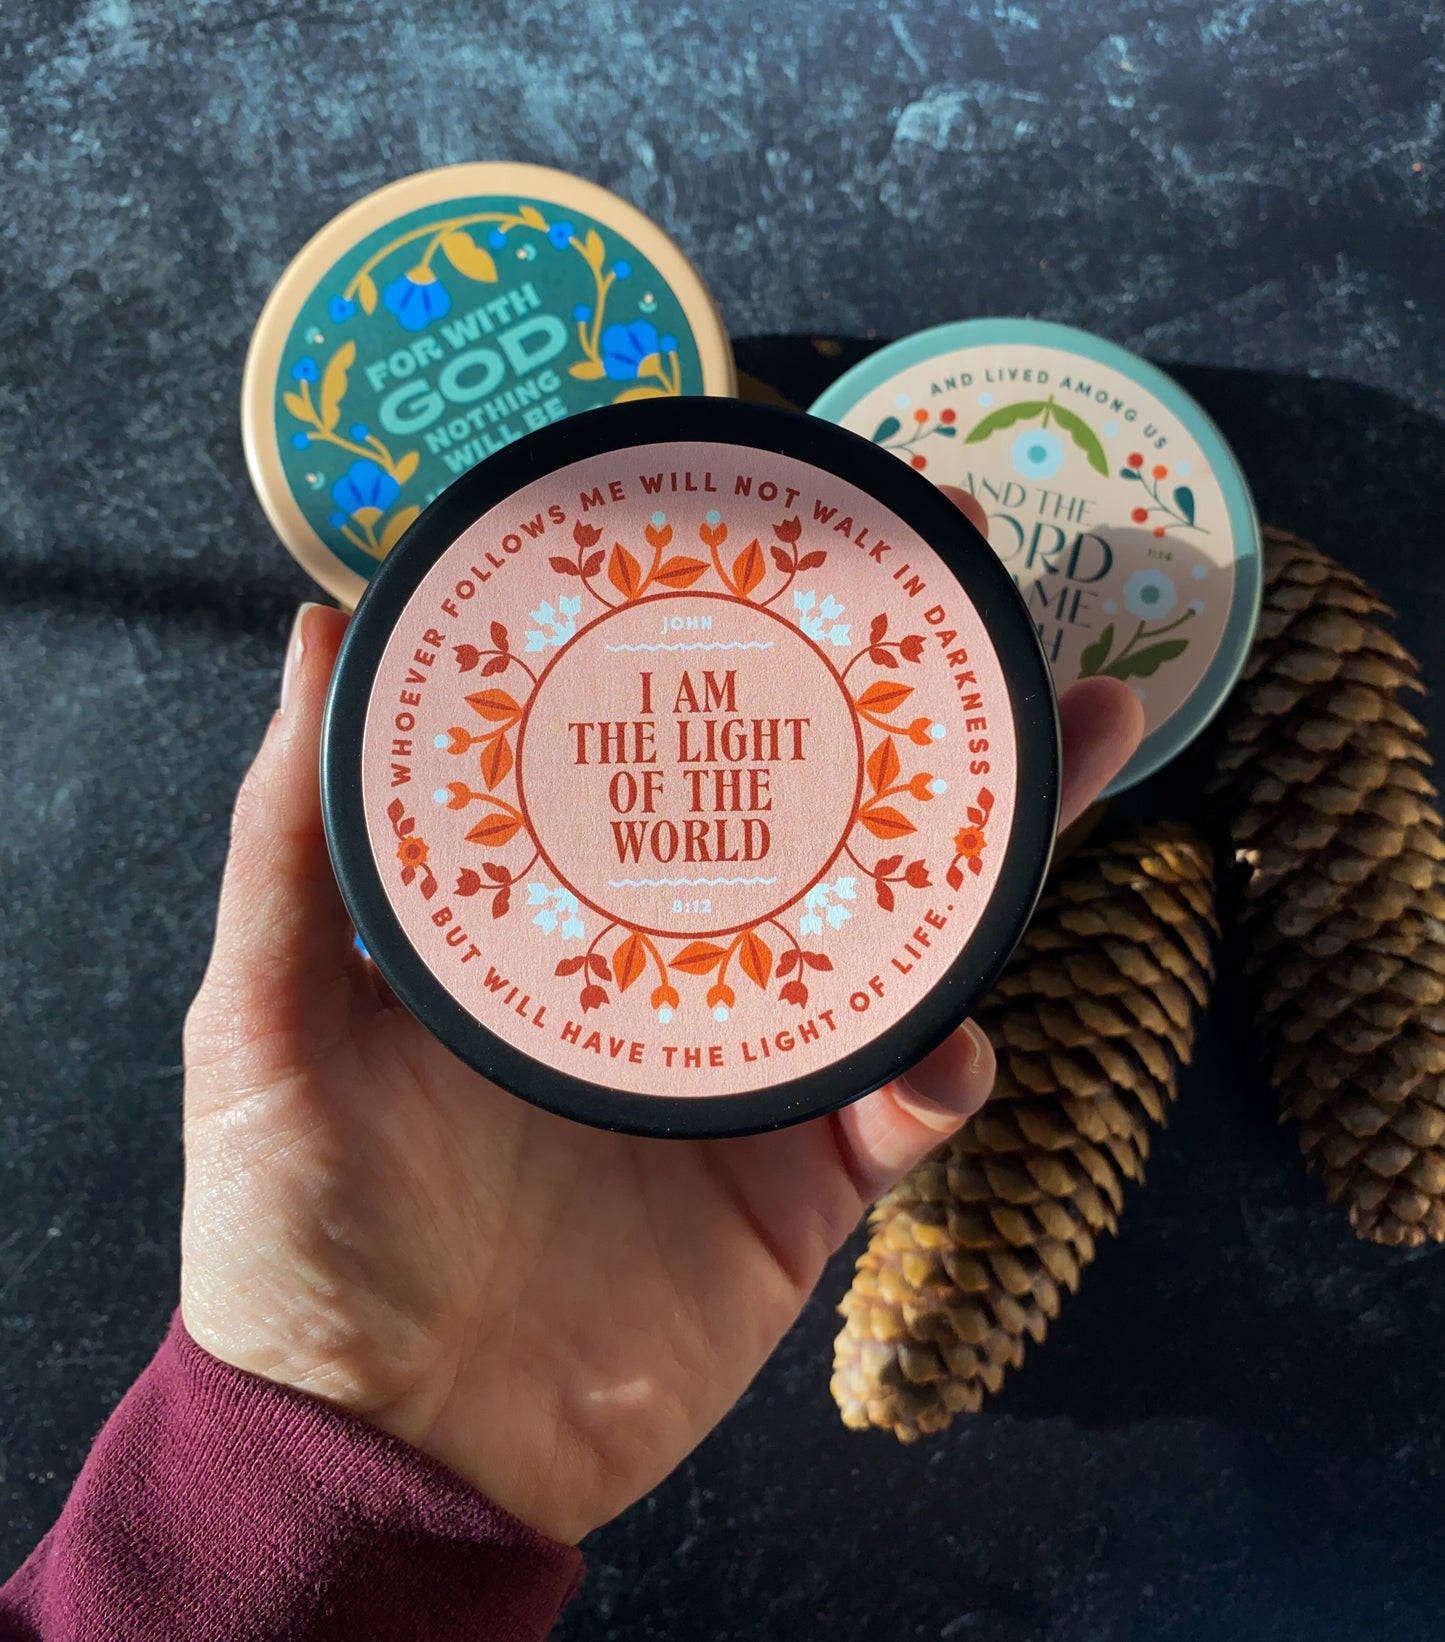 FOR WITH
GOD
NOTHING
WILL BE
AND LIVED AMONG US
AND THE
1:14
WHOEVER FOLLOWS ME WILL NOT WALK IN DARKNESS
JOHN
I AM
THE LIGHT
OF THE
WORLD
8:12
BUT WILL HAVE THE LIGHT OF LIFE.